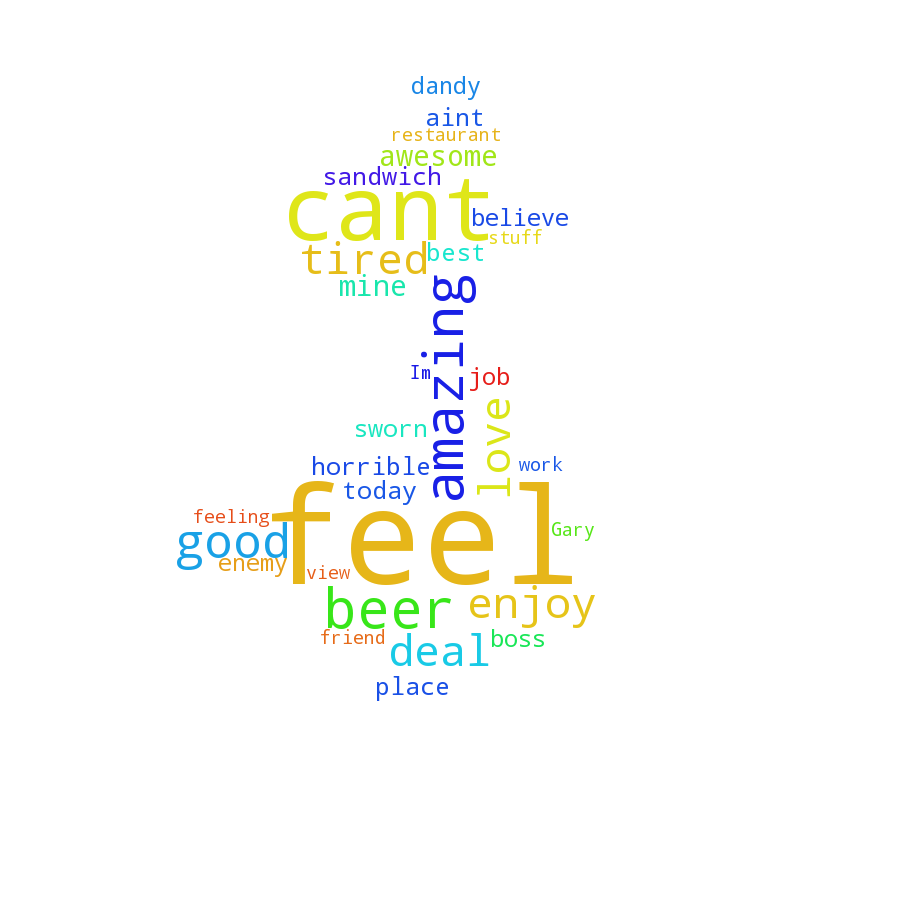 dandy
aint
restaurant
awesome
sandwich
cant
believe
stuff
tired
best
mine
amazing
Im
job
love
sworn
horrible
work
today
feel
feeling
Gary
good
enemy
view
beer
enjoy
friend
deal
boss
place